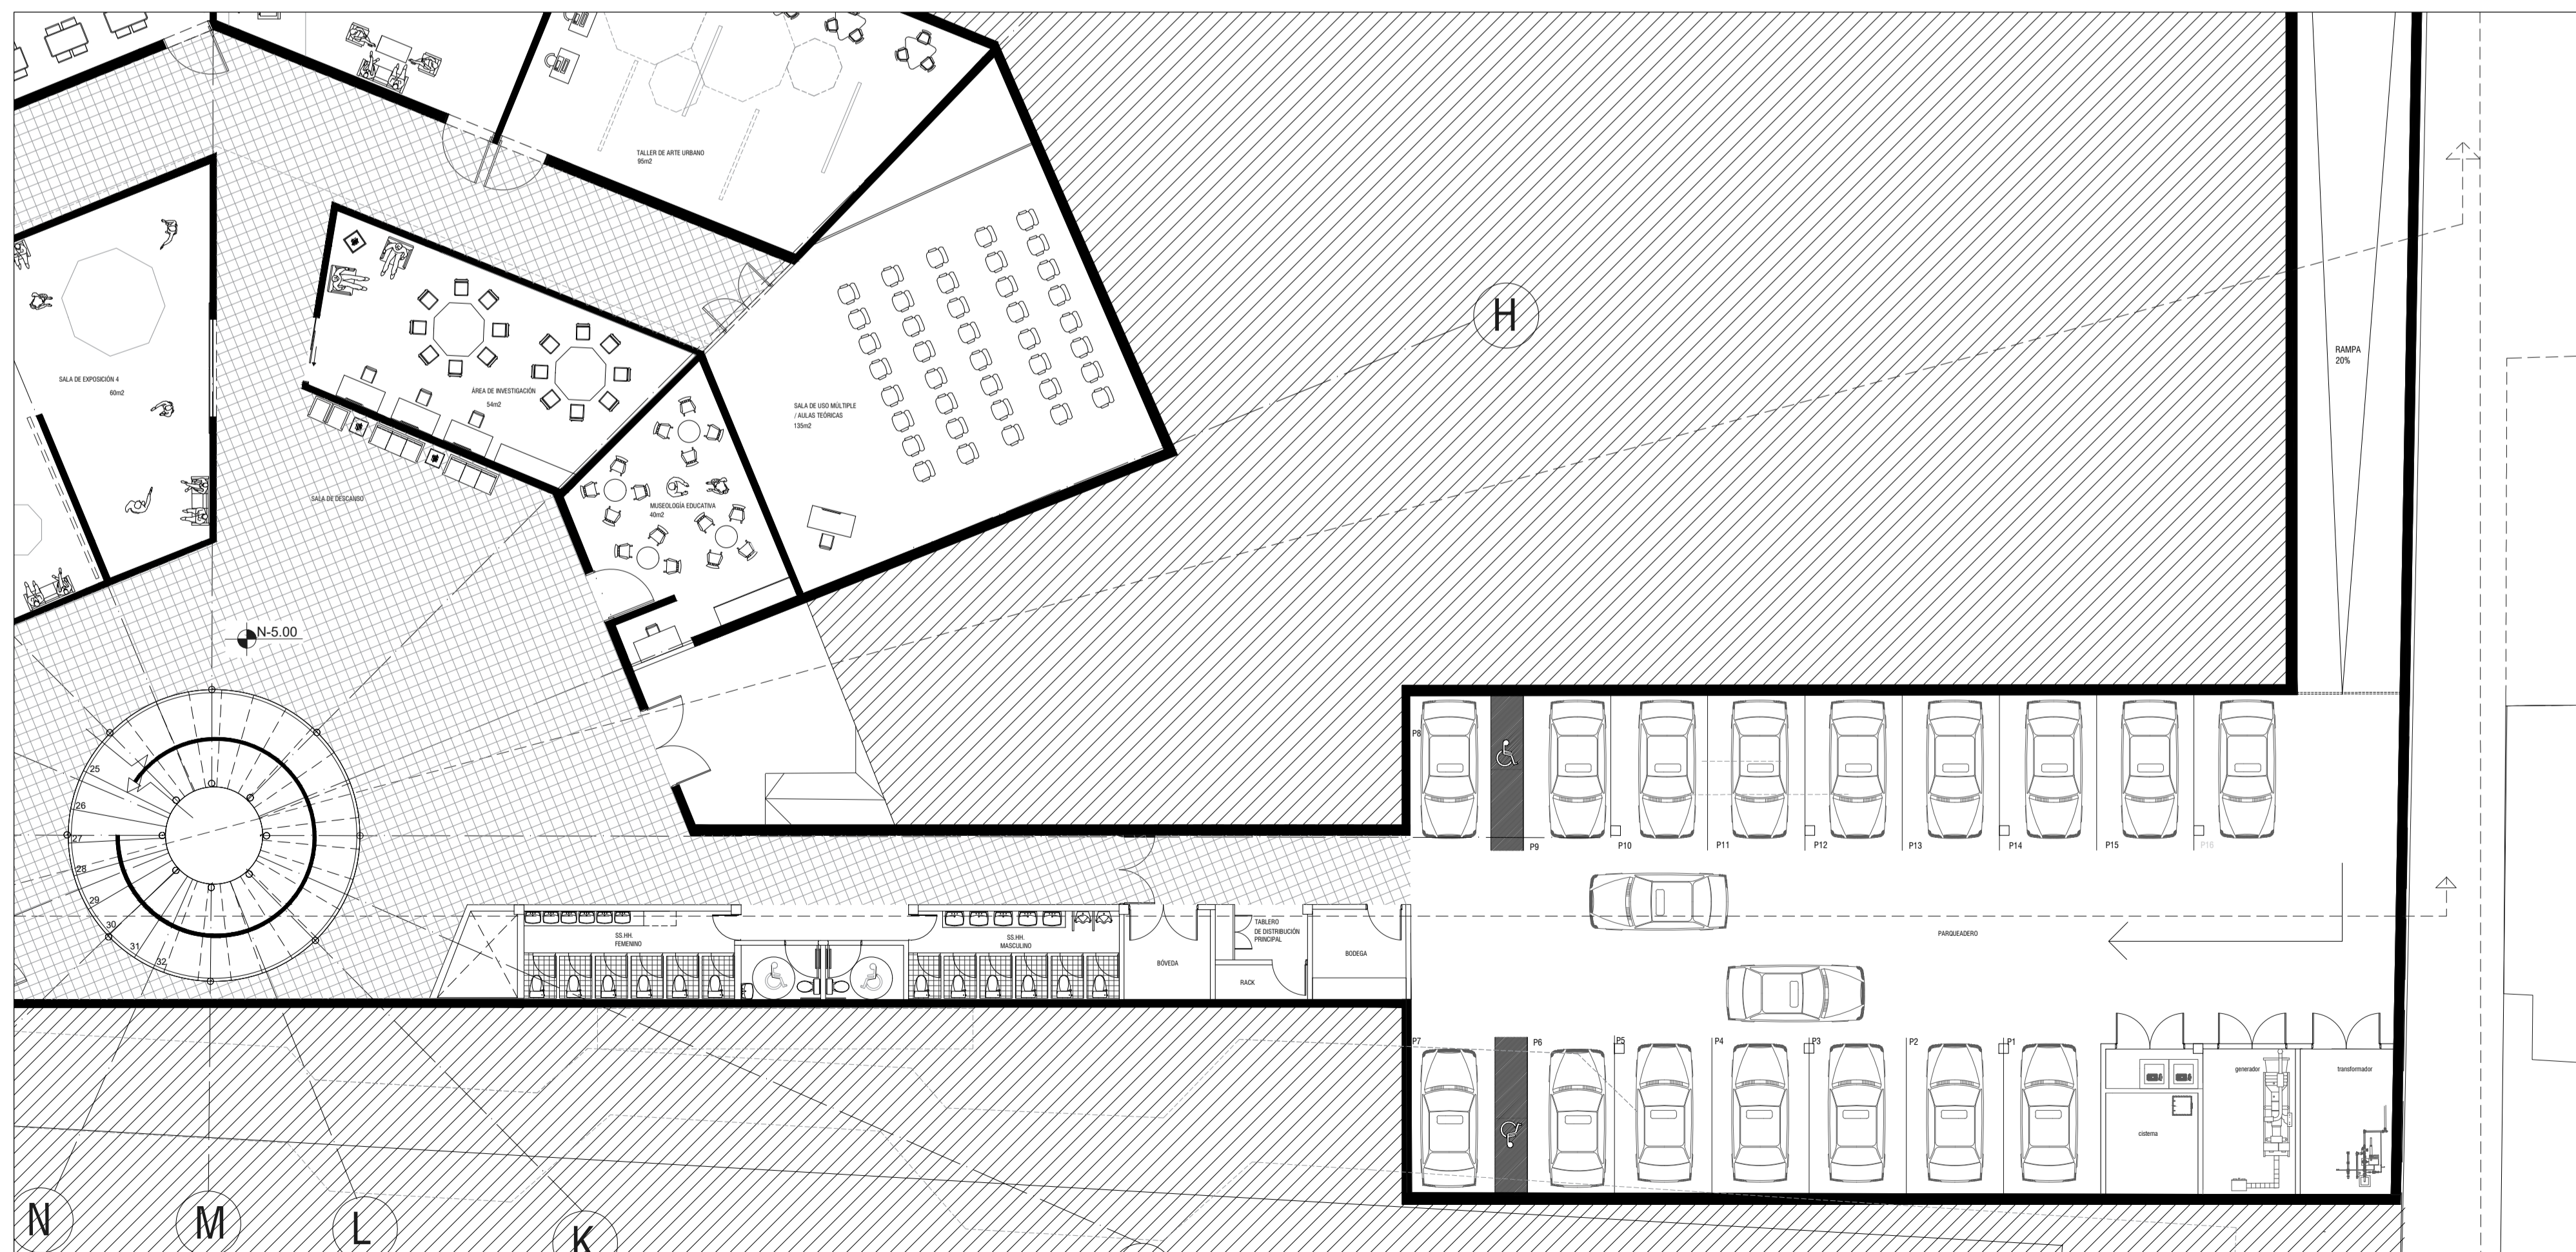 TALLER DE ARTE URBANO
95m2
H
RAMPA
20%
SALA DE EXPOSICIÓN 4
60m2
ÁREA DE INVESTIGACIÓN
54m2
SALA DE USO MÚLTIPLE
/ AULAS TEÓRICAS
135m2
SALA DE DESCANSO
MUSEOLOGÍA EDUCATIVA
40m2
N-5.00
25
26
27
28
29
30
31
32
P8
P9
P10
P11
P12
P13
P14
P15
P16
SS.HH.
FEMENINO
SS.HH.
MASCULINO
BÓVEDA
TABLERO
DE DISTRIBUCIÓN
PRINCIPAL
RACK
BODEGA
PARQUEADERO
P7
P6
P5
P4
P3
P2
P1
generador
transformador
cisterna
N
M
L
K